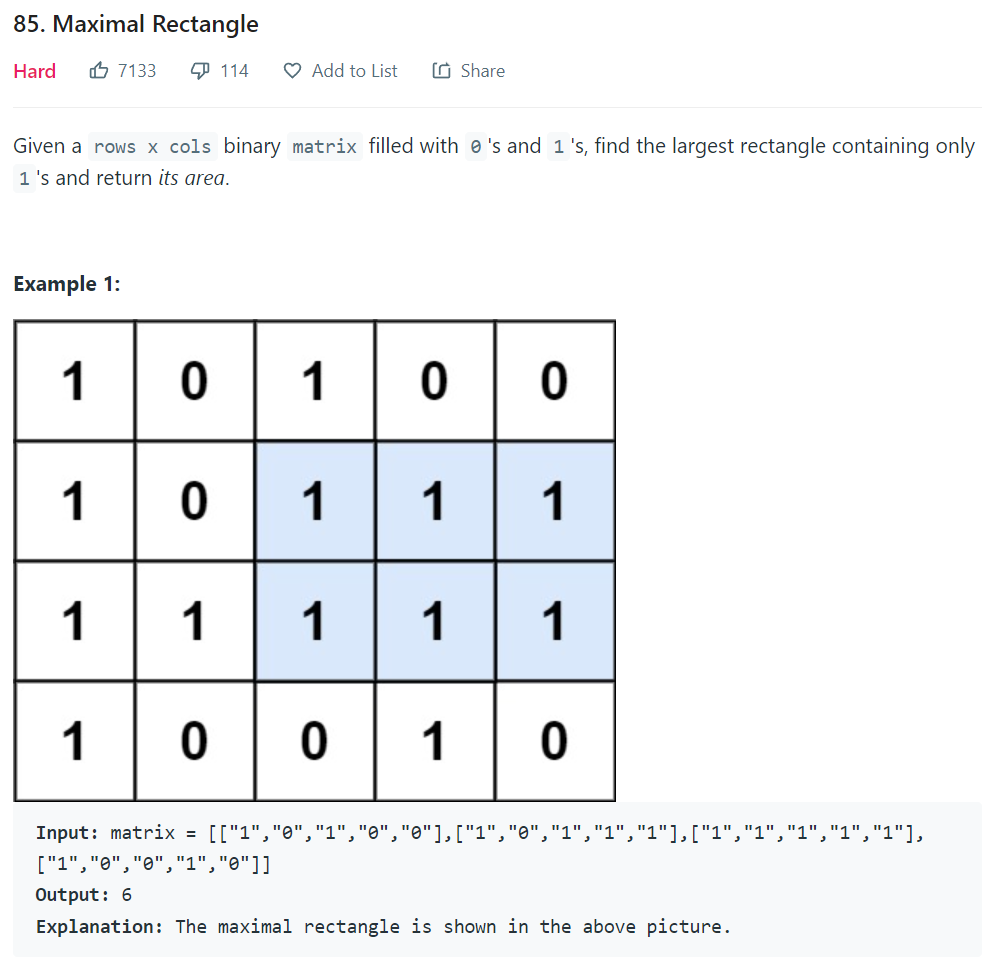 85. Maximal Rectangle
Hard 7133 114 Add to List Share
Given a rows x cols binary matrix filled with 0 's and 1 's, find the largest rectangle containing only
1 's and return its area.
Example 1:
1 0 1 0 0
1 0 1 1 1
1 1 1 1 1
1 0 0 1 0
Input: matrix = [["1","0","1","0","0"],["1","0","1","1","1"],["1","1","1","1","1"],
["1","0","0","1","0"]]
Output: 6
Explanation: The maximal rectangle is shown in the above picture.